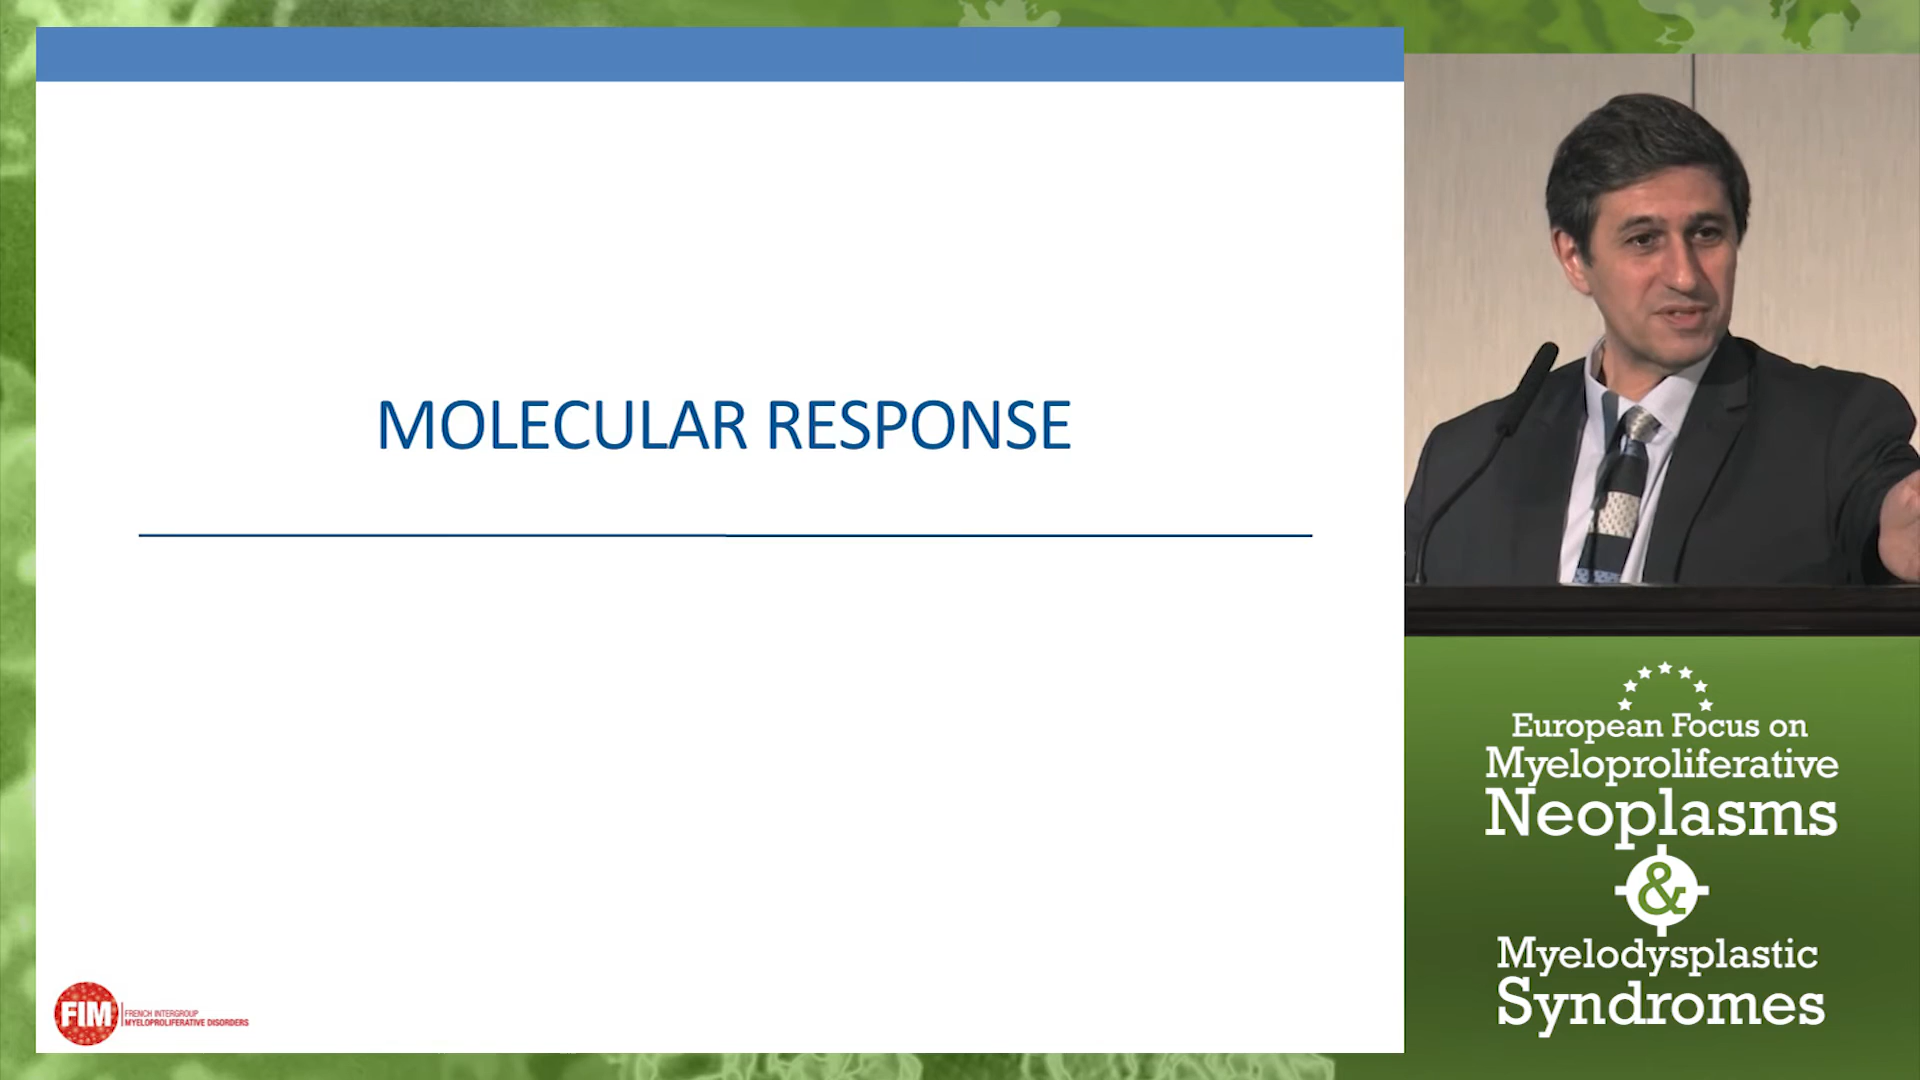 MOLECULAR RESPONSE
FIM
FRENCH INTERGROUP
MYELOPROLIFERATIVE DISORDERS
European Focus on
Myeloproliferative
Neoplasms
&
Myelodysplastic
Syndromes